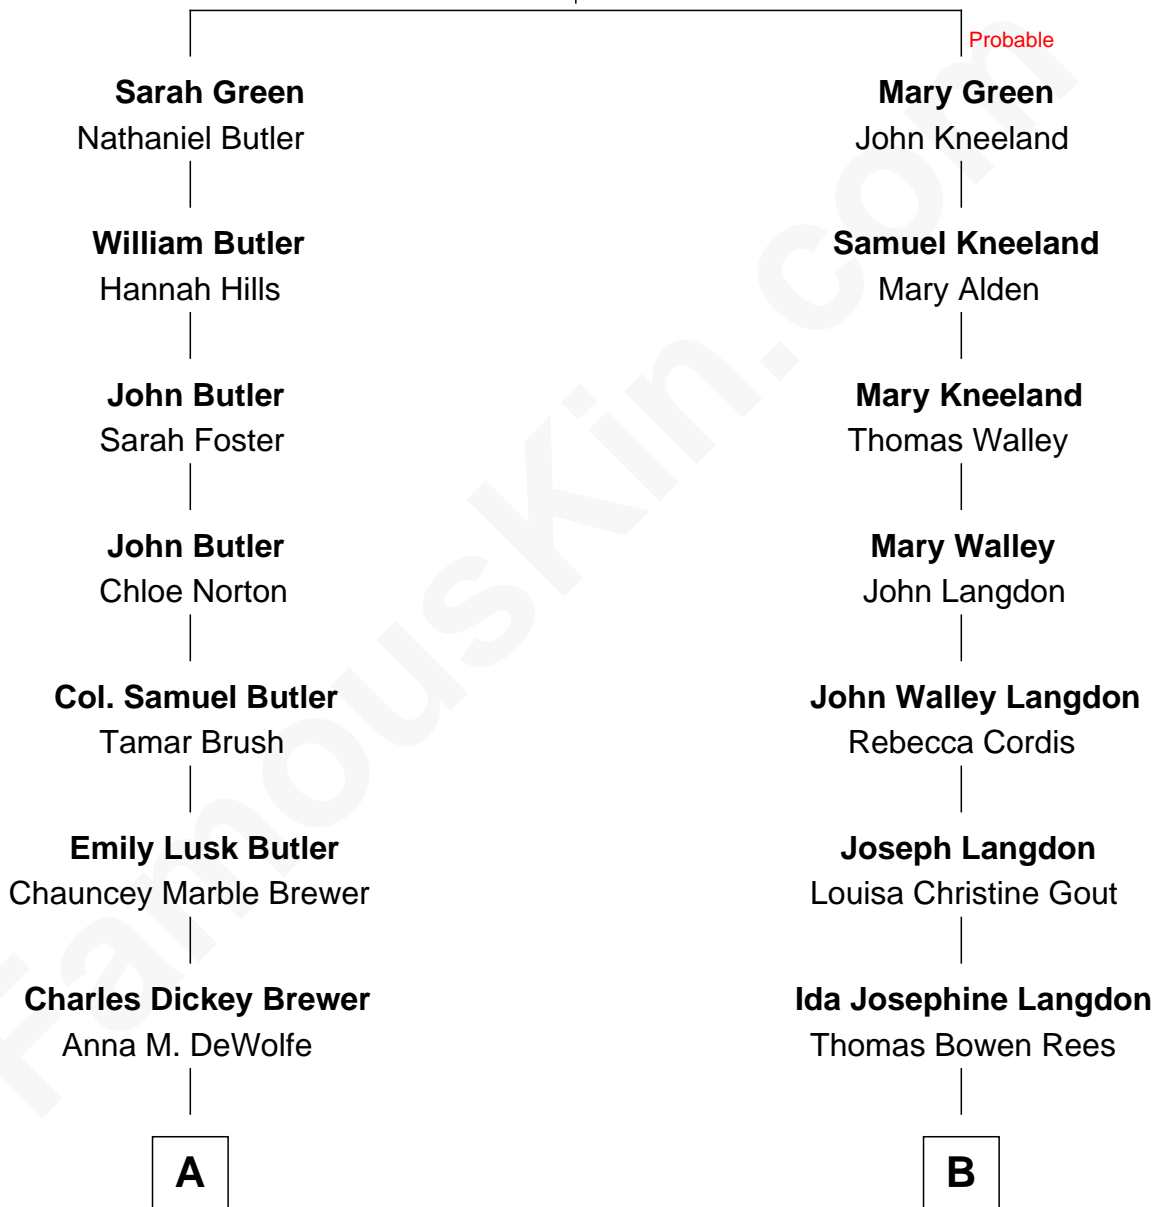 Probable
Sarah Green
Nathaniel Butler
Mary Green
John Kneeland
William Butler
Hannah Hills
Samuel Kneeland
Mary Alden
John Butler
Sarah Foster
Mary Kneeland
Thomas Walley
John Butler
Chloe Norton
Mary Walley
John Langdon
Col. Samuel Butler
Tamar Brush
John Walley Langdon
Rebecca Cordis
Emily Lusk Butler
Chauncey Marble Brewer
Joseph Langdon
Louisa Christine Gout
Charles Dickey Brewer
Anna M. DeWolfe
Ida Josephine Langdon
Thomas Bowen Rees
A
B
FamousKin.com